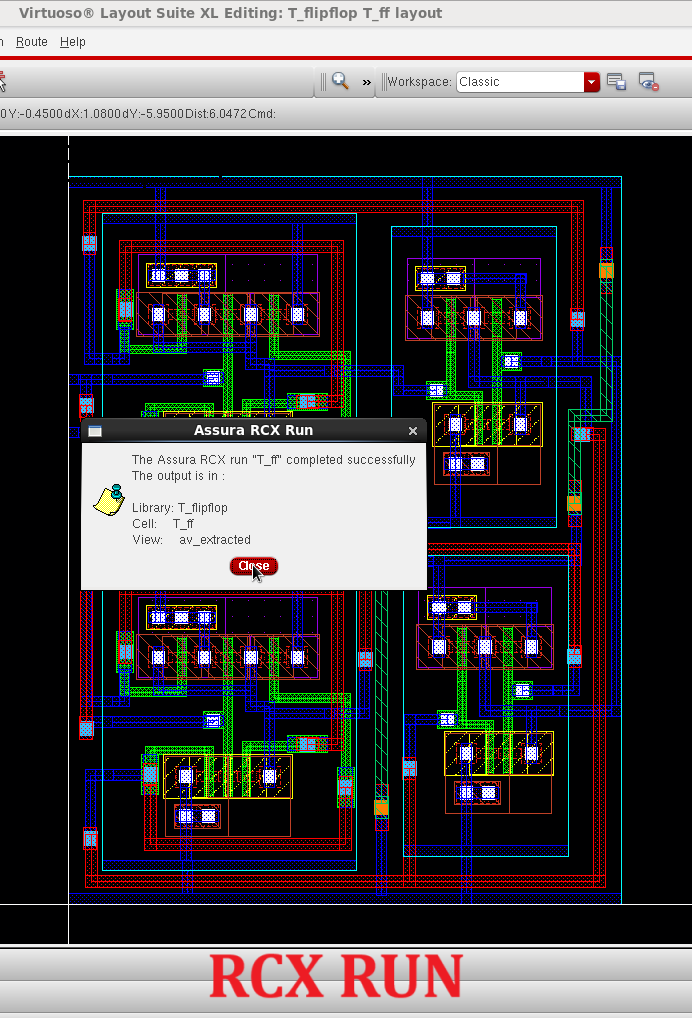 Virtuoso® Layout Suite XL Editing: T_flipflop T_ff layout
Route Help
» Workspace: Classic
0Y:-0.4500dX:1.0800dY:-5.9500Dist:6.0472Cmd:
Assura RCX Run
The Assura RCX run "T_ff" completed successfully
The output is in :
Library: T_flipflop
Cell: T_ff
View: av_extracted
Close
RCX RUN